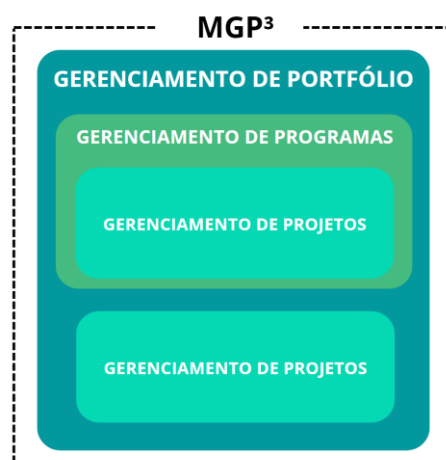 MGP³
GERENCIAMENTO DE PORTFÓLIO
GERENCIAMENTO DE PROGRAMAS
GERENCIAMENTO DE PROJETOS
GERENCIAMENTO DE PROJETOS